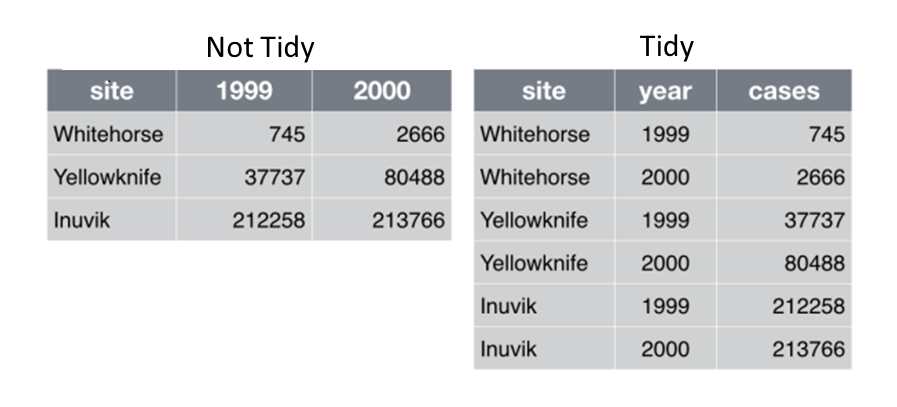 Not Tidy
site 1999 2000
Whitehorse 745 2666
Yellowknife 37737 80488
Inuvik 212258 213766
Tidy
site year cases
Whitehorse 1999 745
Whitehorse 2000 2666
Yellowknife 1999 37737
Yellowknife 2000 80488
Inuvik 1999 212258
Inuvik 2000 213766